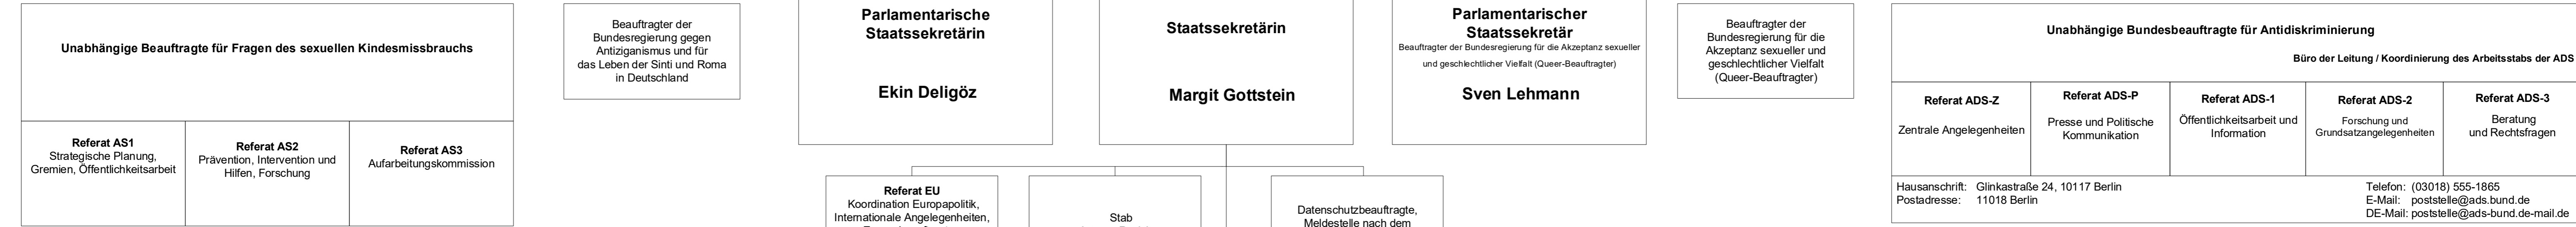 Unabhängige Beauftragte für Fragen des sexuellen Kindesmissbrauchs
Referat AS1
Strategische Planung,
Gremien, Öffentlichkeitsarbeit
Referat AS2
Prävention, Intervention und
Hilfen, Forschung
Referat AS3
Aufarbeitungskommission
Beauftragter der
Bundesregierung gegen
Antiziganismus und für
das Leben der Sinti und Roma
in Deutschland
Parlamentarische
Staatssekretärin
Ekin Deligöz
Staatssekretärin
Margit Gottstein
Parlamentarischer
Staatssekretär
Beauftragter der Bundesregierung für die Akzeptanz sexueller
und geschlechtlicher Vielfalt (Queer-Beauftragter)
Sven Lehmann
Referat EU
Koordination Europapolitik,
Internationale Angelegenheiten,
Stab
Datenschutzbeauftragte,
Meldestelle nach dem
Beauftragter der
Bundesregierung für die
Akzeptanz sexueller und
geschlechtlicher Vielfalt
(Queer-Beauftragter)
Unabhängige Bundesbeauftragte für Antidiskriminierung
Büro der Leitung / Koordinierung des Arbeitsstabs der ADS
Referat ADS-Z
Zentrale Angelegenheiten
Referat ADS-P
Presse und Politische
Kommunikation
Referat ADS-1
Öffentlichkeitsarbeit und
Information
Referat ADS-2
Forschung und
Grundsatzangelegenheiten
Referat ADS-3
Beratung
und Rechtsfragen
Hausanschrift: Glinkastraße 24, 10117 Berlin
Postadresse: 11018 Berlin
Telefon: (03018) 555-1865
E-Mail: poststelle@ads.bund.de
DE-Mail: poststelle@ads-bund.de-mail.de